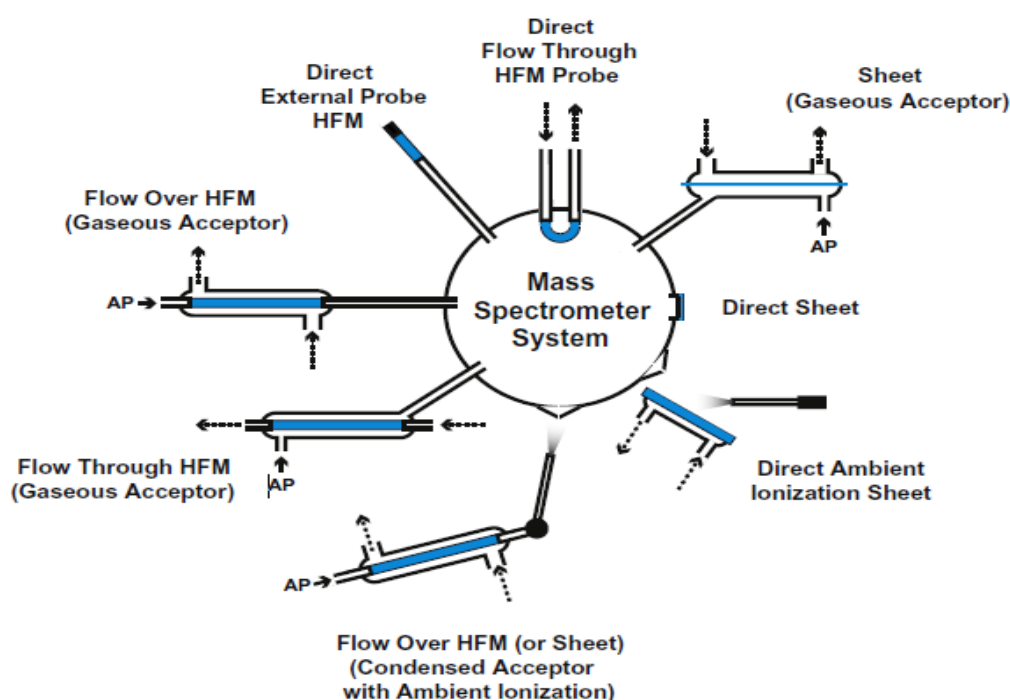 Direct
Flow Through
HFM Probe
Direct
External Probe
HFM
Sheet
(Gaseous Acceptor)
AP
Flow Over HFM
(Gaseous Acceptor)
AP
Mass
Spectrometer
System
Direct Sheet
Flow Through HFM
(Gaseous Acceptor)
AP
Direct Ambient
Ionization Sheet
AP
Flow Over HFM (or Sheet)
(Condensed Acceptor
with Ambient Ionization)